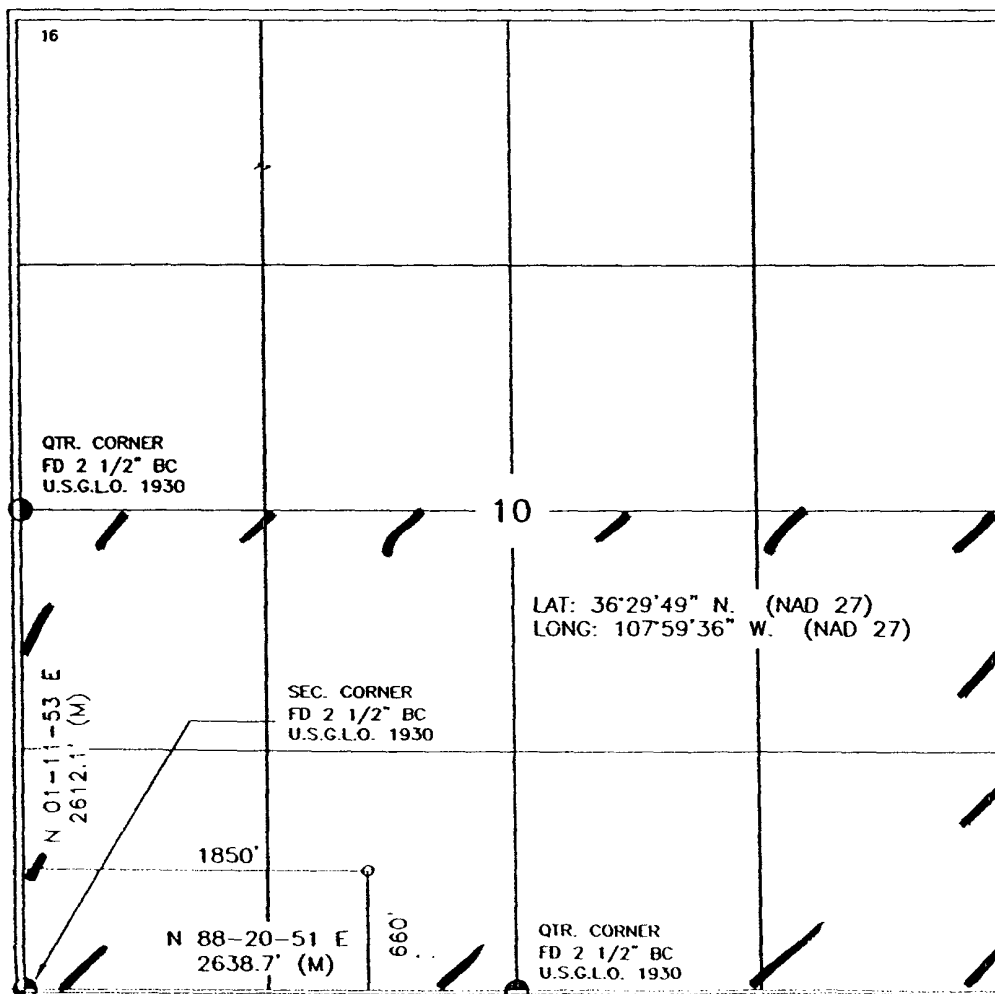 16
QTR. CORNER
FD 2 1/2" BC
U.S.G.L.O. 1930
10
LAT: 36°29'49" N. (NAD 27)
LONG: 107°59'36" W. (NAD 27)
SEC. CORNER
FD 2 1/2" BC
U.S.G.L.O. 1930
N 01-11-53 E
2612.1' (M)
1850'
660'
N 88-20-51 E
2638.7' (M)
QTR. CORNER
FD 2 1/2" BC
U.S.G.L.O. 1930